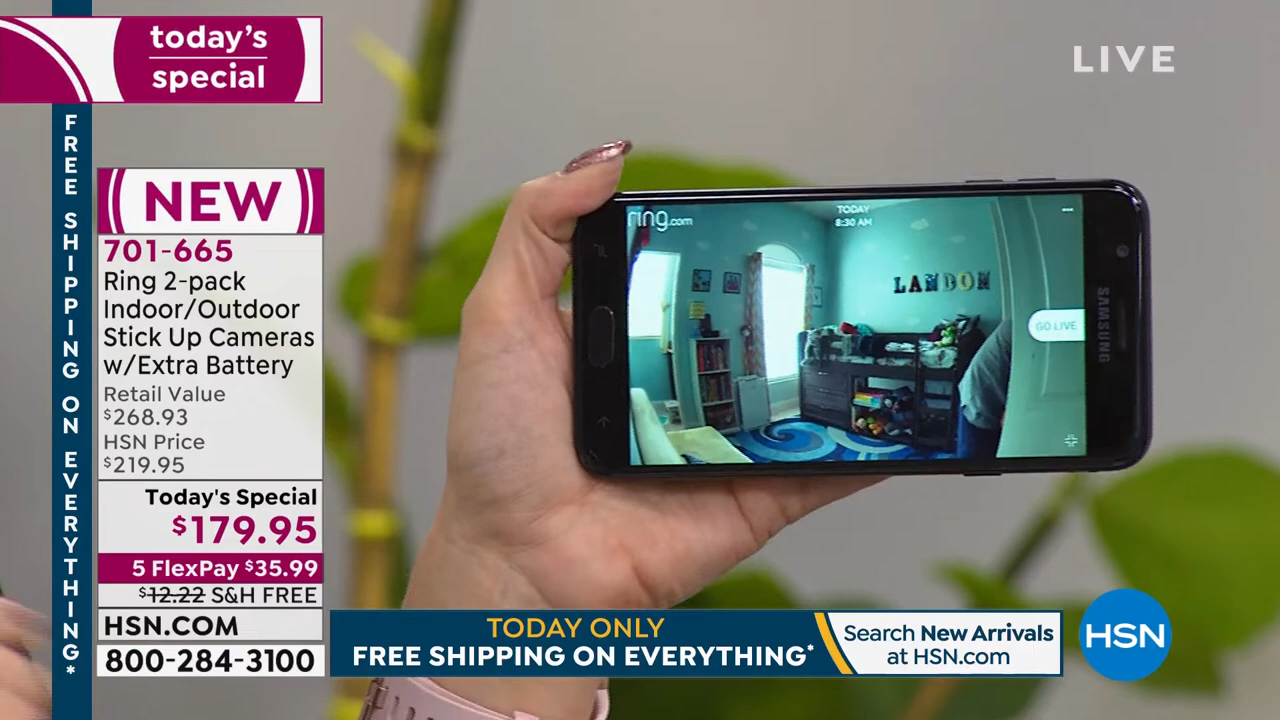 today's
special
LIVE
FREE SHIPPING ON EVERYTHING*
((NEW))
701-665
Ring 2-pack
Indoor/Outdoor
Stick Up Cameras
w/Extra Battery
Retail Value
$268.93
HSN Price
$219.95
Today's Special
$179.95
5 FlexPay $35.99
$12.22 S&H FREE
HSN.COM
800-284-3100
ring.com
TODAY
8:30 AM
LANDON
GO LIVE
SAMSUNG
TODAY ONLY
FREE SHIPPING ON EVERYTHING*
Search New Arrivals
at HSN.com
HSN